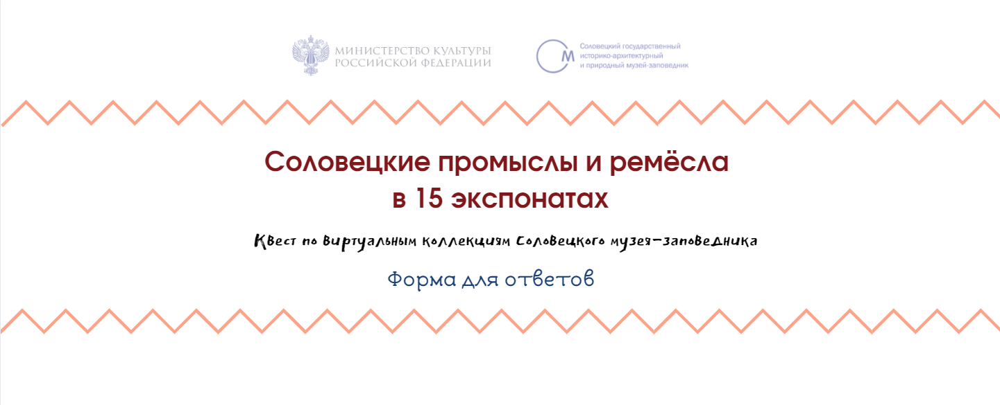 МИНИСТЕРСТВО КУЛЬТУРЫ
РОССИЙСКОЙ ФЕДЕРАЦИИ
М
Соловецкий государственный
историко-архитектурный
и природный музей-заповедник
Соловецкие промыслы и ремёсла
в 15 экспонатах
Квест по виртуальным коллекциям Соловецкого музея-заповедника
Форма для ответов